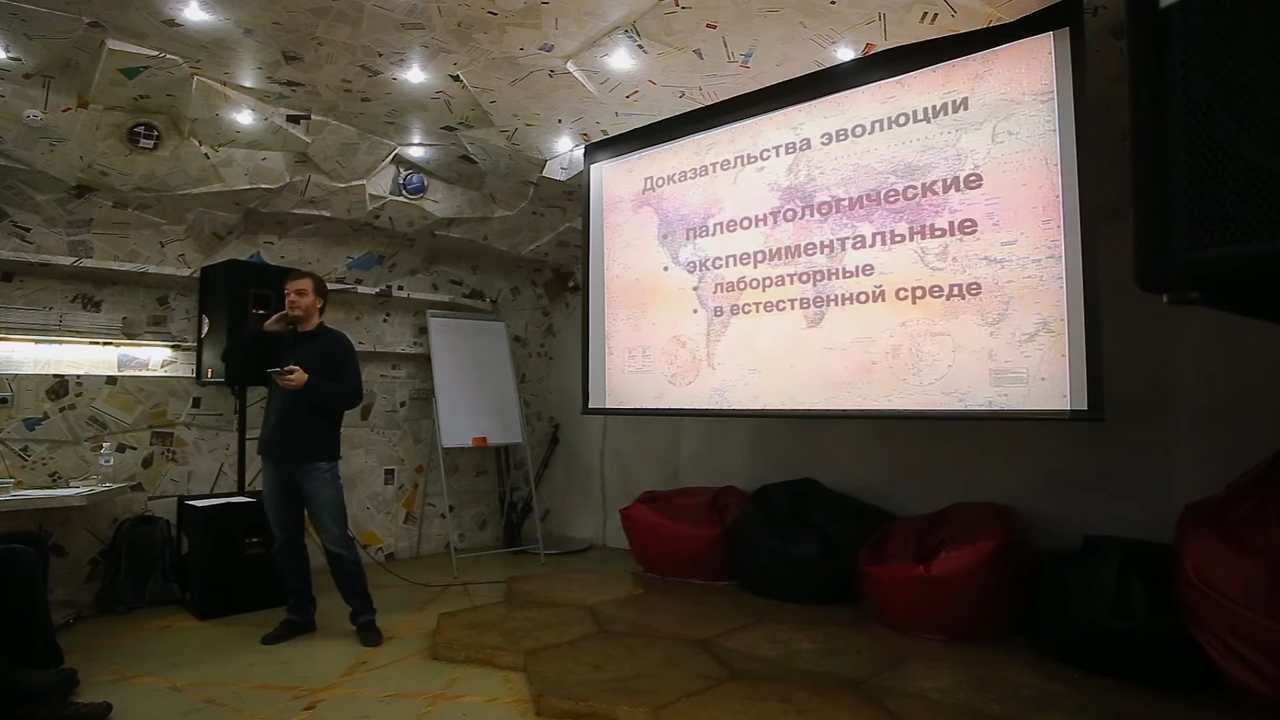 Доказательства эволюции
• палеонтологические
• экспериментальные
• лабораторные
• в естественной среде